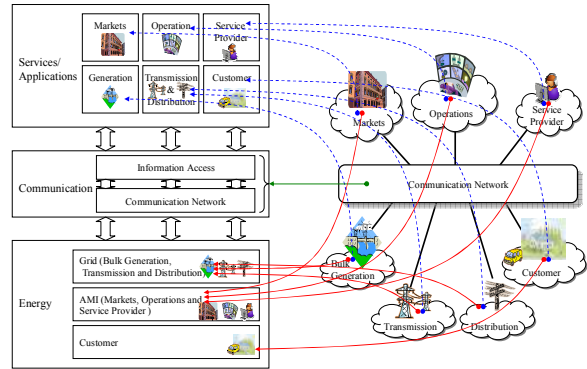 Services/
Applications
Markets
Operation
Service
Provider
Generation
Transmission
&
Distribution
Customer
Communication
Information Access
Communication Network
Energy
Grid (Bulk Generation,
Transmission and Distribution)
AMI (Markets, Operations and
Service Provider )
Customer
Markets
Operations
Service
Provider
Communication Network
Bulk
Generation
Customer
Transmission
Distribution